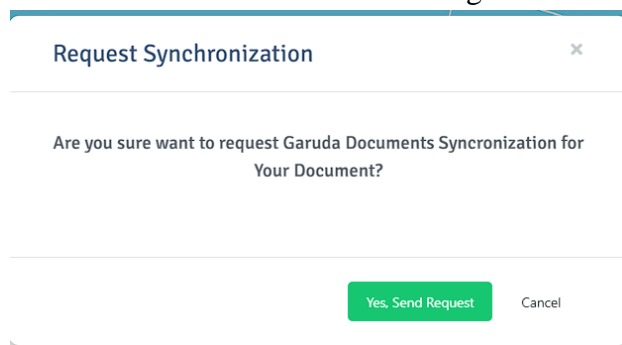 Request Synchronization ×
Are you sure want to request Garuda Documents Syncronization for
Your Document?
Yes, Send Request Cancel